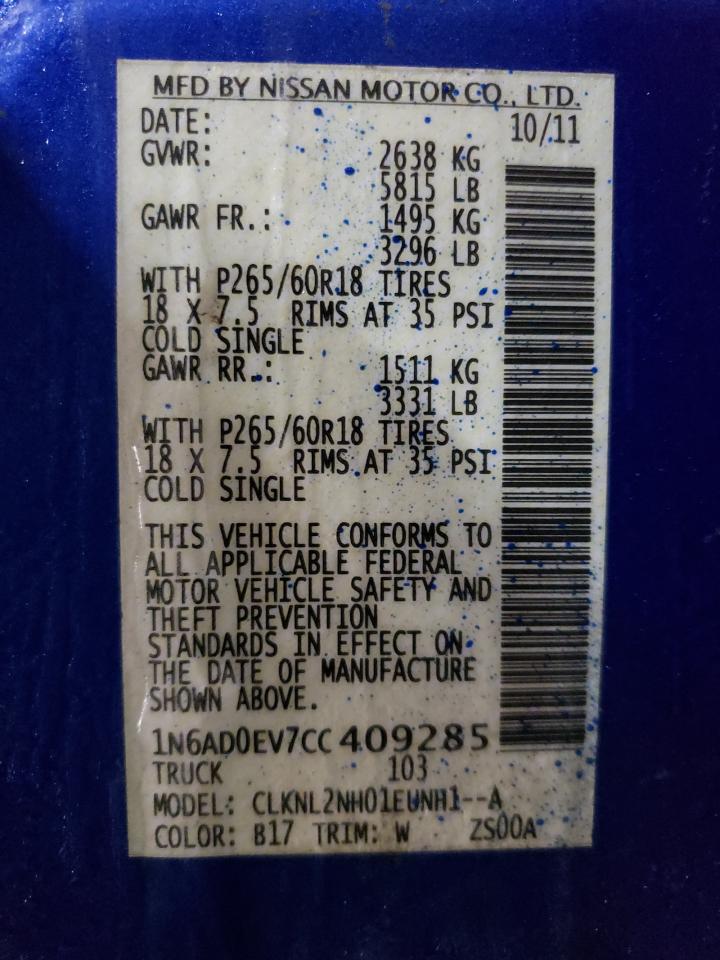 MFD BY NISSAN MOTOR CO., LTD.
DATE: 10/11
GVWR: 2638 KG
5815 LB
GAWR FR.: 1495 KG
3296 LB
WITH P265/60R18 TIRES
18 X 7.5 RIMS AT 35 PSI
COLD SINGLE
GAWR RR.: 1511 KG
3331 LB
WITH P265/60R18 TIRES
18 X 7.5 RIMS AT 35 PSI
COLD SINGLE
THIS VEHICLE CONFORMS TO
ALL APPLICABLE FEDERAL
MOTOR VEHICLE SAFETY AND
THEFT PREVENTION
STANDARDS IN EFFECT ON
THE DATE OF MANUFACTURE
SHOWN ABOVE.
1N6AD0EV7CC409285
TRUCK 103
MODEL: CLKNL2NH01EUNH1--A
COLOR: B17 TRIM: W ZS00A